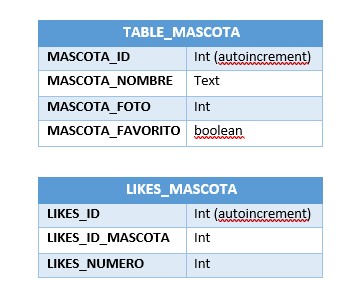 TABLE_MASCOTA
MASCOTA_ID Int (autoincrement)
MASCOTA_NOMBRE Text
MASCOTA_FOTO Int
MASCOTA_FAVORITO boolean
LIKES_MASCOTA
LIKES_ID Int (autoincrement)
LIKES_ID_MASCOTA Int
LIKES_NUMERO Int